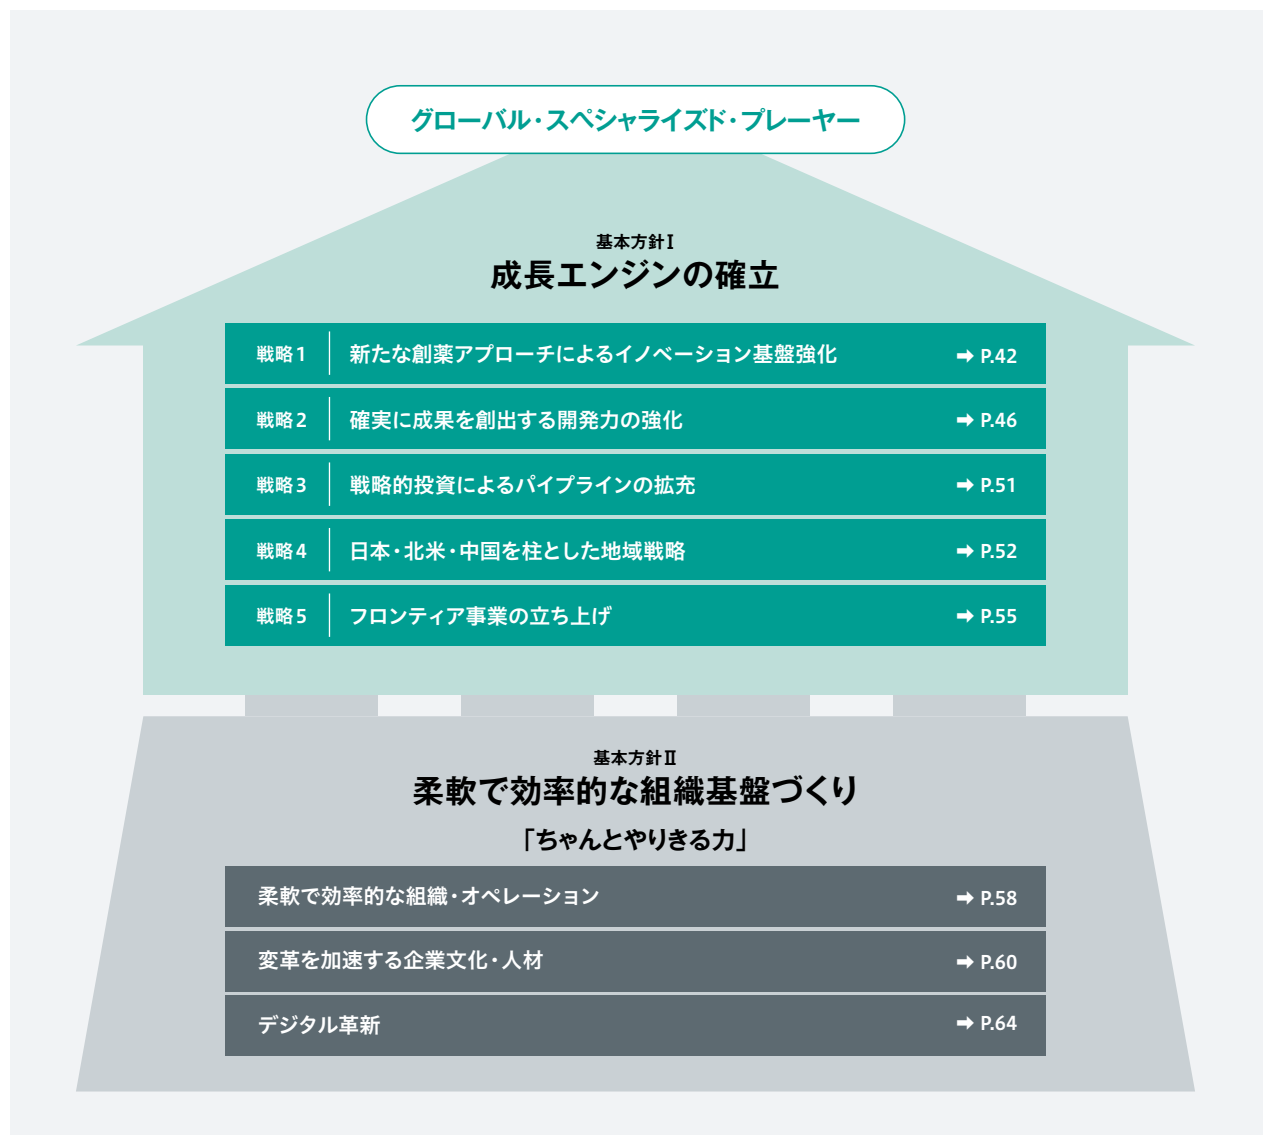 グローバル・スペシャライズド・プレーヤー
基本方針Ⅰ
成長エンジンの確立
戦略1 新たな創薬アプローチによるイノベーション基盤強化 ➡ P.42
戦略2 確実に成果を創出する開発力の強化 ➡ P.46
戦略3 戦略的投資によるパイプラインの拡充 ➡ P.51
戦略4 日本・北米・中国を柱とした地域戦略 ➡ P.52
戦略5 フロンティア事業の立ち上げ ➡ P.55
基本方針Ⅱ
柔軟で効率的な組織基盤づくり
「ちゃんとやりきる力」
柔軟で効率的な組織・オペレーション ➡ P.58
変革を加速する企業文化・人材 ➡ P.60
デジタル革新 ➡ P.64